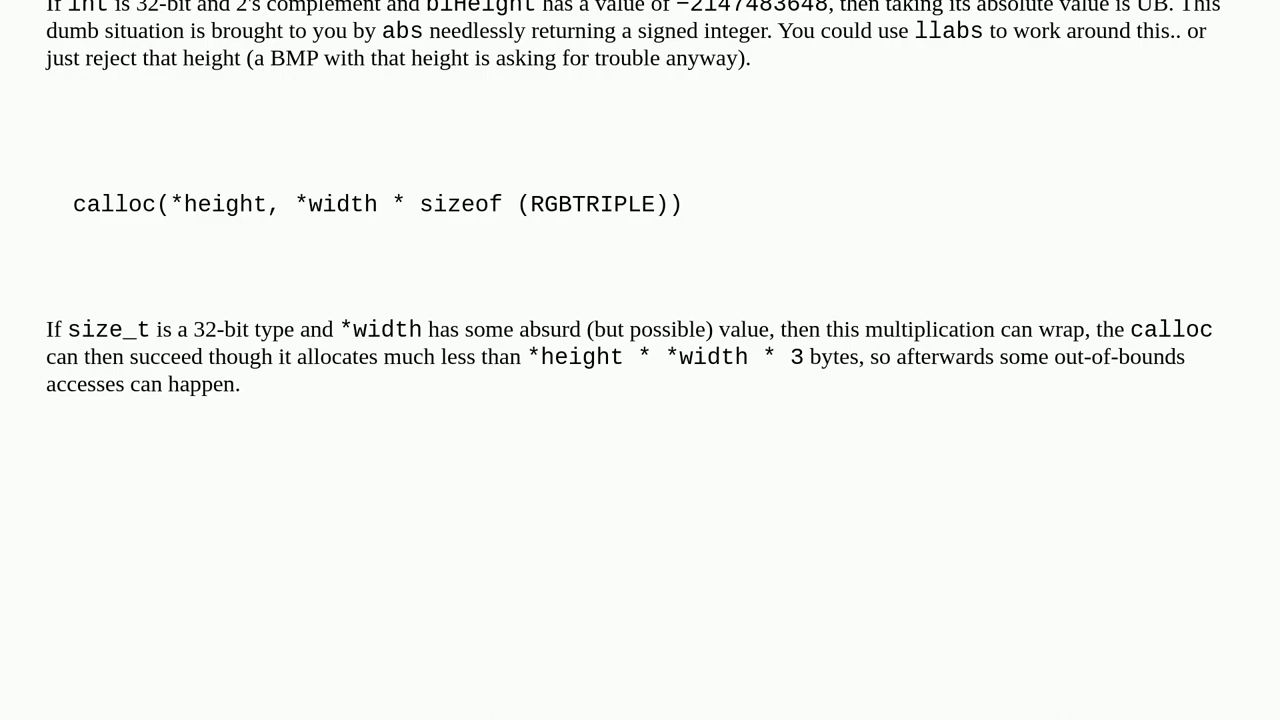 If int is 32-bit and 2's complement and biHeight has a value of −2147483648, then taking its absolute value is UB. This
dumb situation is brought to you by abs needlessly returning a signed integer. You could use llabs to work around this.. or
just reject that height (a BMP with that height is asking for trouble anyway).
calloc(*height, *width * sizeof (RGBTRIPLE))
If size_t is a 32-bit type and *width has some absurd (but possible) value, then this multiplication can wrap, the calloc
can then succeed though it allocates much less than *height * *width * 3 bytes, so afterwards some out-of-bounds
accesses can happen.